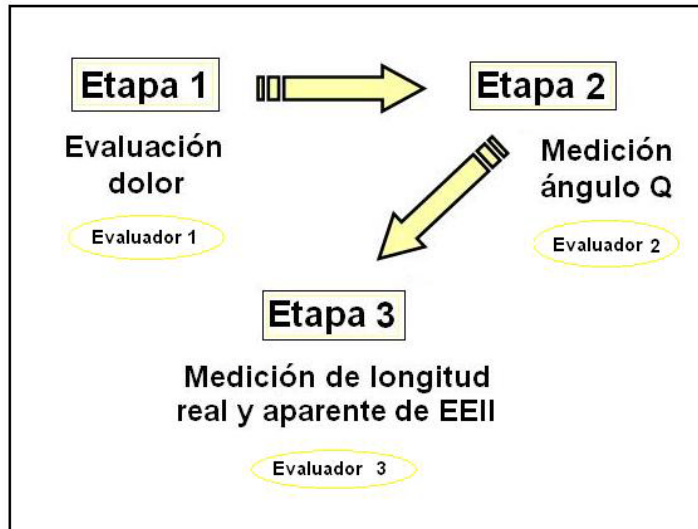 Etapa 1
Evaluación
dolor
Evaluador 1
Etapa 2
Medición
ángulo Q
Evaluador 2
Etapa 3
Medición de longitud
real y aparente de EEII
Evaluador 3